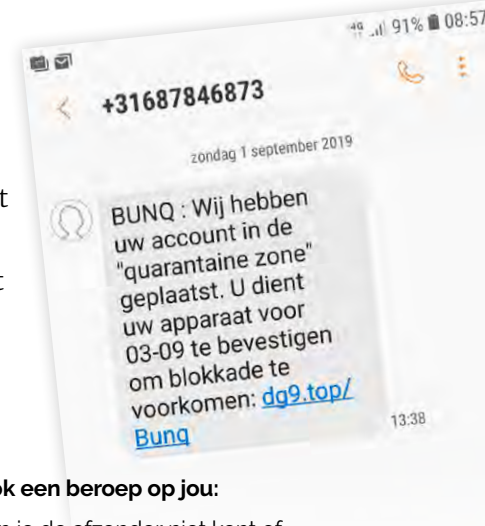 4G 91% 08:57
+31687846873
zondag 1 september 2019
BUNQ : Wij hebben
uw account in de
"quarantaine zone"
geplaatst. U dient
uw apparaat voor
03-09 te bevestigen
om blokkade te
voorkomen: dg9.top/
Bunq
13:38
ok een beroep op jou: